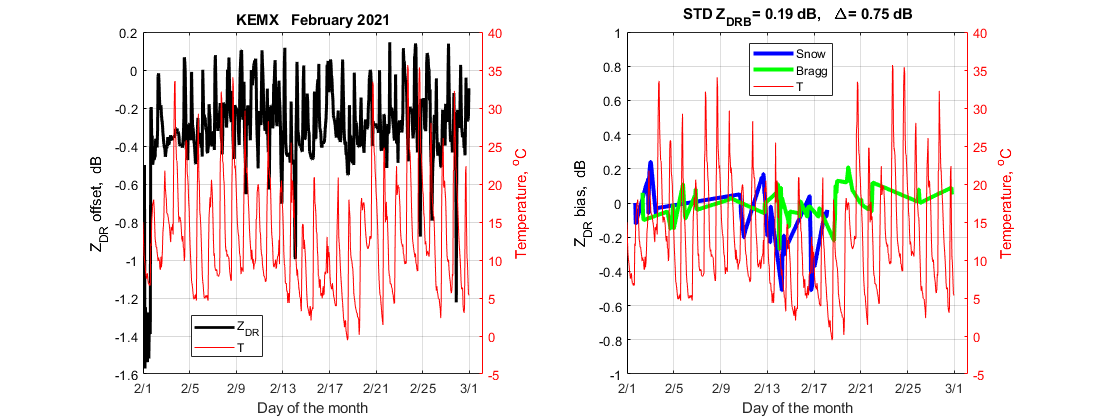 KEMX February 2021
0.2
0
-0.2
-0.4
-0.6
-0.8
-1
-1.2
-1.4
-1.6
Z_DR offset, dB
40
35
30
25
20
15
10
5
0
-5
Temperature, °C
Z_DR
T
2/1 2/5 2/9 2/13 2/17 2/21 2/25 3/1
Day of the month
STD Z_DRB = 0.19 dB, Δ = 0.75 dB
1
0.8
0.6
0.4
0.2
0
-0.2
-0.4
-0.6
-0.8
-1
Z_DR bias, dB
Snow
Bragg
T
40
35
30
25
20
15
10
5
0
-5
Temperature, °C
2/1 2/5 2/9 2/13 2/17 2/21 2/25 3/1
Day of the month